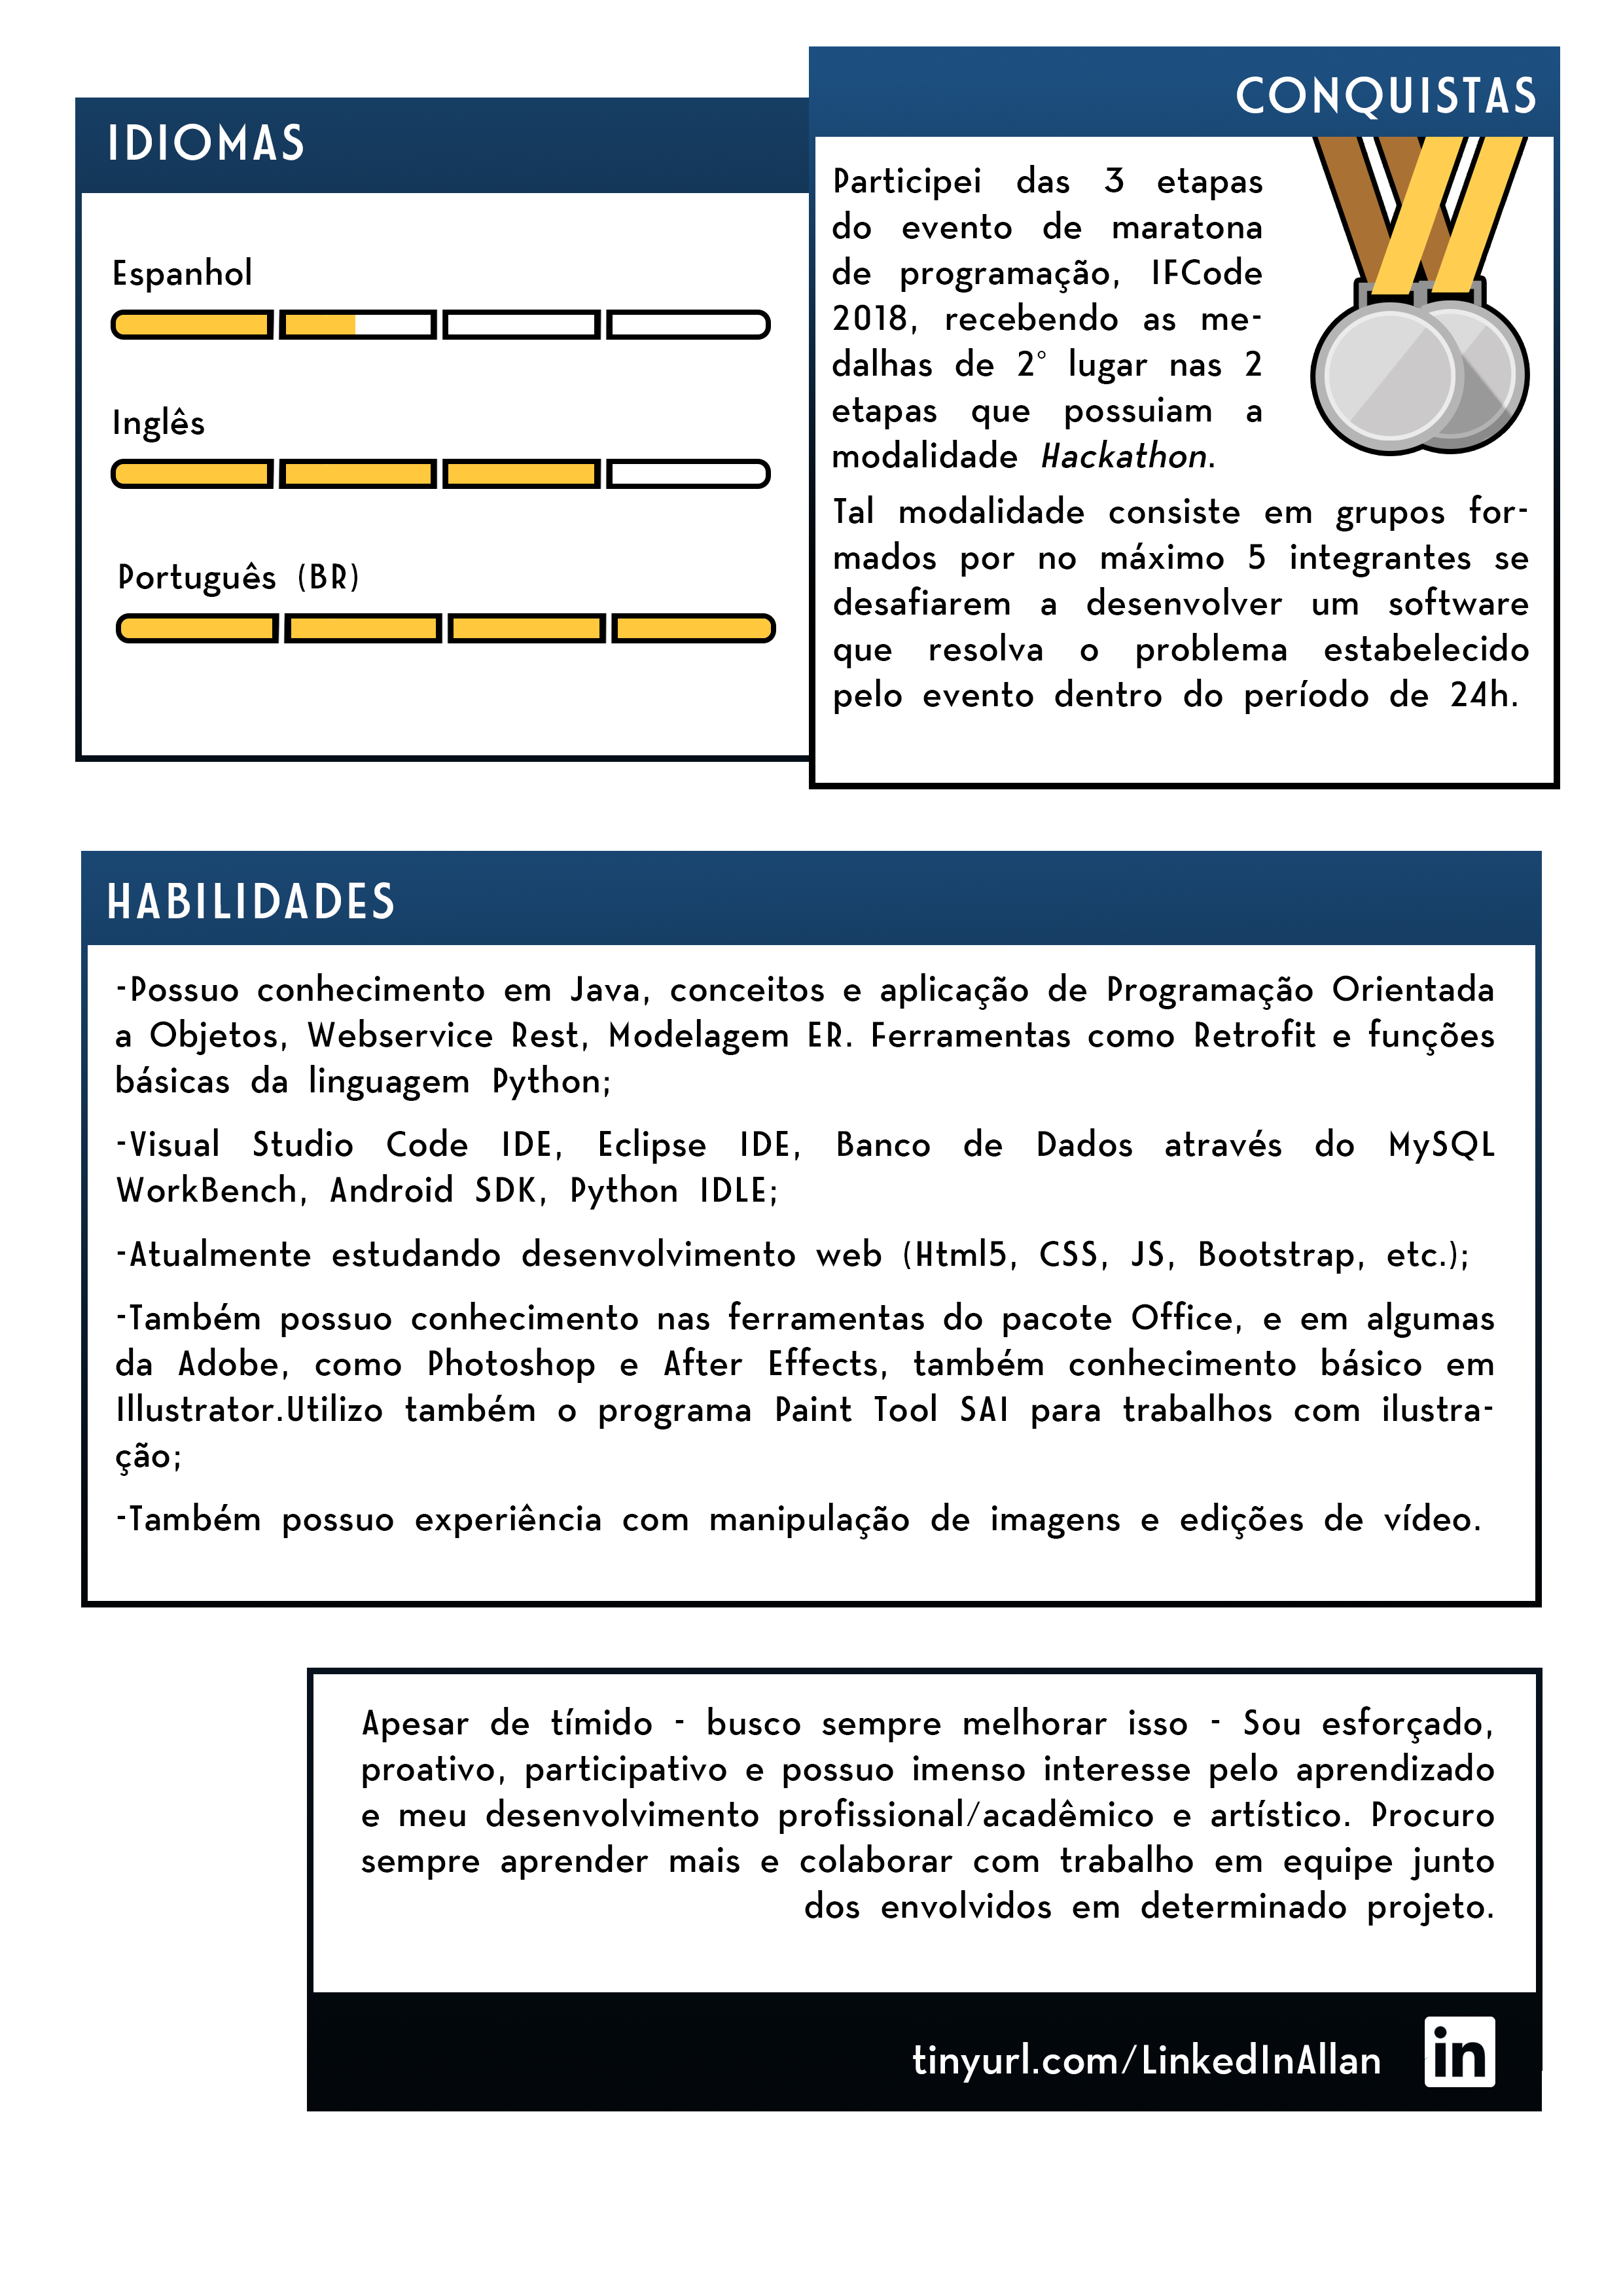 IDIOMAS
Espanhol
Inglês
Português (BR)
CONQUISTAS
Participei das 3 etapas
do evento de maratona
de programação, IFCode
2018, recebendo as me-
dalhas de 2° lugar nas 2
etapas que possuiam a
modalidade Hackathon.
Tal modalidade consiste em grupos for-
mados por no máximo 5 integrantes se
desafiarem a desenvolver um software
que resolva o problema estabelecido
pelo evento dentro do período de 24h.
HABILIDADES
-Possuo conhecimento em Java, conceitos e aplicação de Programação Orientada
a Objetos, Webservice Rest, Modelagem ER. Ferramentas como Retrofit e funções
básicas da linguagem Python;
-Visual Studio Code IDE, Eclipse IDE, Banco de Dados através do MySQL
WorkBench, Android SDK, Python IDLE;
-Atualmente estudando desenvolvimento web (Html5, CSS, JS, Bootstrap, etc.);
-Também possuo conhecimento nas ferramentas do pacote Office, e em algumas
da Adobe, como Photoshop e After Effects, também conhecimento básico em
Illustrator.Utilizo também o programa Paint Tool SAI para trabalhos com ilustra-
ção;
-Também possuo experiência com manipulação de imagens e edições de vídeo.
Apesar de tímido - busco sempre melhorar isso - Sou esforçado,
proativo, participativo e possuo imenso interesse pelo aprendizado
e meu desenvolvimento profissional/acadêmico e artístico. Procuro
sempre aprender mais e colaborar com trabalho em equipe junto
dos envolvidos em determinado projeto.
tinyurl.com/LinkedInAllan
in